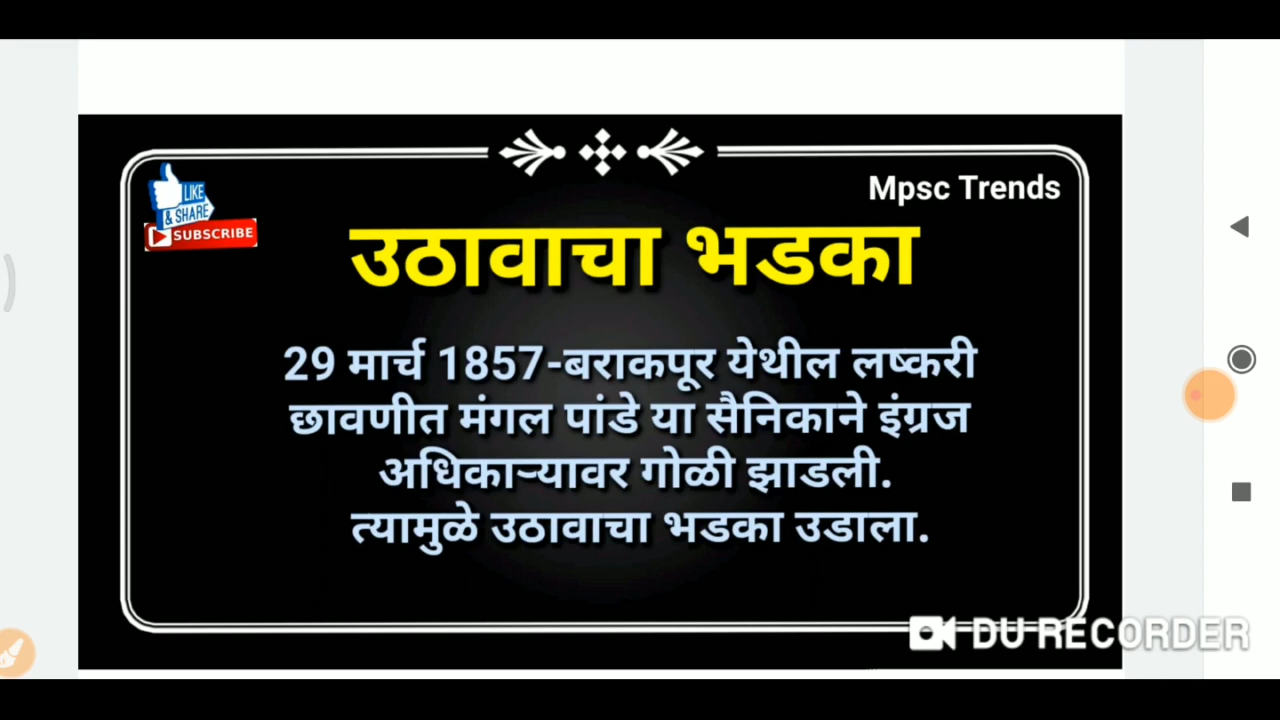 Mpsc Trends
LIKE
& SHARE
SUBSCRIBE
उठावाचा भडका
29 मार्च 1857-बराकपूर येथील लष्करी
छावणीत मंगल पांडे या सैनिकाने इंग्रज
अधिकाऱ्यावर गोळी झाडली.
त्यामुळे उठावाचा भडका उडाला.
DU RECORDER